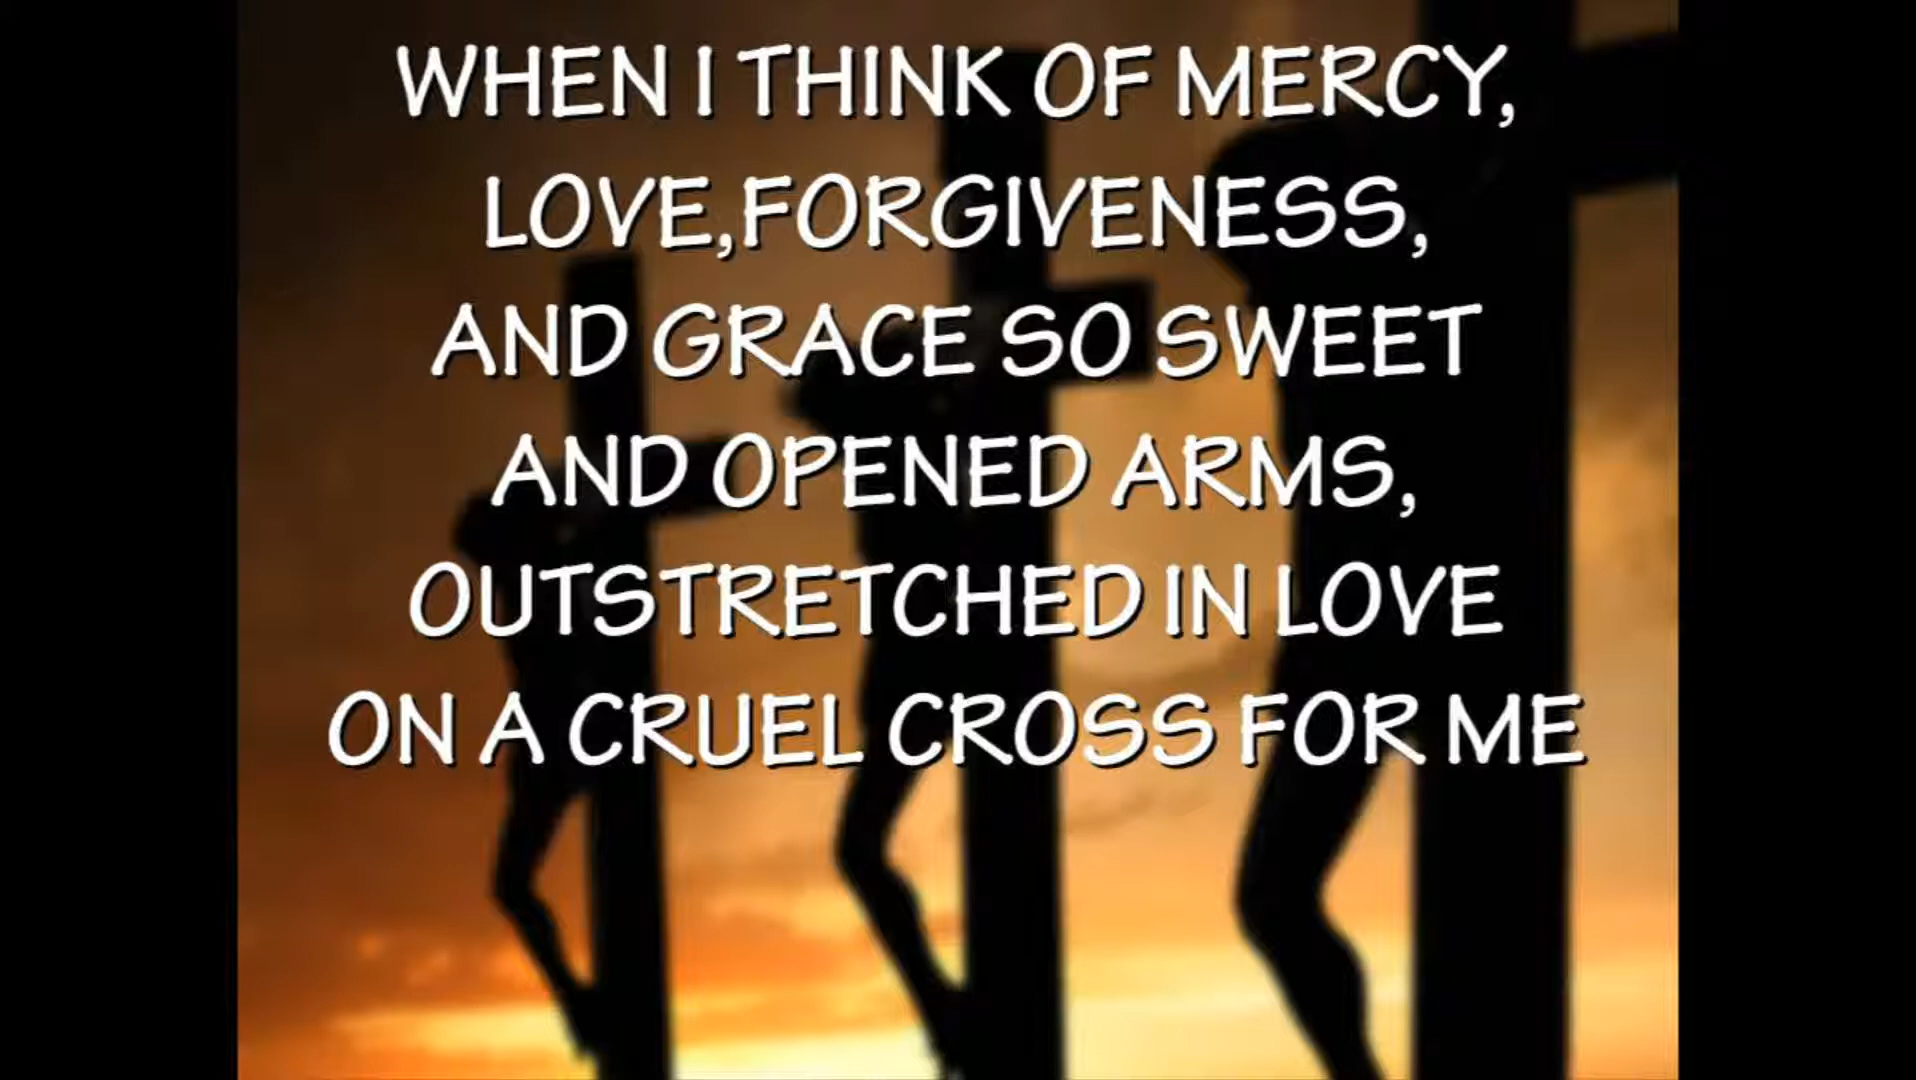 WHEN I THINK OF MERCY,
LOVE,FORGIVENESS,
AND GRACE SO SWEET
AND OPENED ARMS,
OUTSTRETCHED IN LOVE
ON A CRUEL CROSS FOR ME